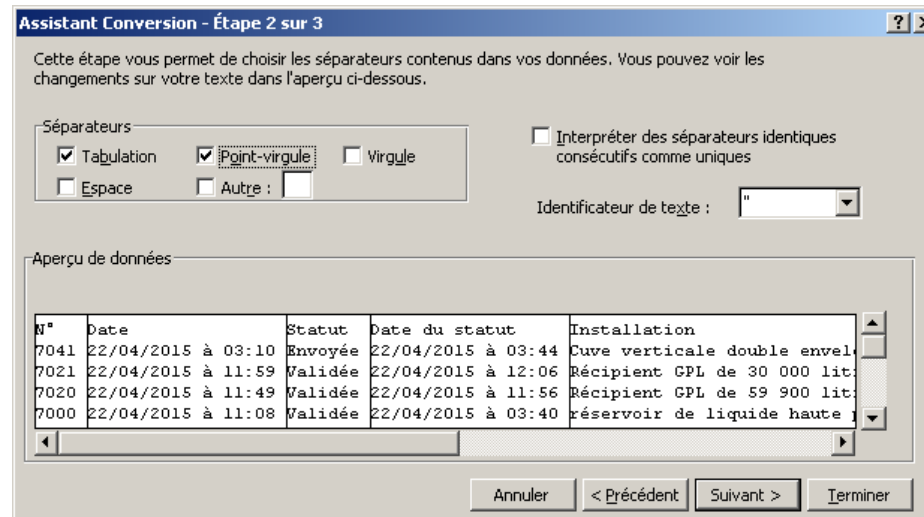 Assistant Conversion - Étape 2 sur 3
Cette étape vous permet de choisir les séparateurs contenus dans vos données. Vous pouvez voir les
changements sur votre texte dans l'aperçu ci-dessous.
Séparateurs
Tabulation Point-virgule Virgule
Espace Autre :
Interpréter des séparateurs identiques
consécutifs comme uniques
Identificateur de texte : "
Aperçu de données
N° Date Statut Date du statut Installation
7041 22/04/2015 à 03:10 Envoyée 22/04/2015 à 03:44 Cuve verticale double envel
7021 22/04/2015 à 11:59 Validée 22/04/2015 à 12:06 Récipient GPL de 30 000 lit
7020 22/04/2015 à 11:49 Validée 22/04/2015 à 11:56 Récipient GPL de 59 900 lit
7000 22/04/2015 à 11:08 Validée 22/04/2015 à 03:40 réservoir de liquide haute
Annuler < Précédent Suivant > Terminer